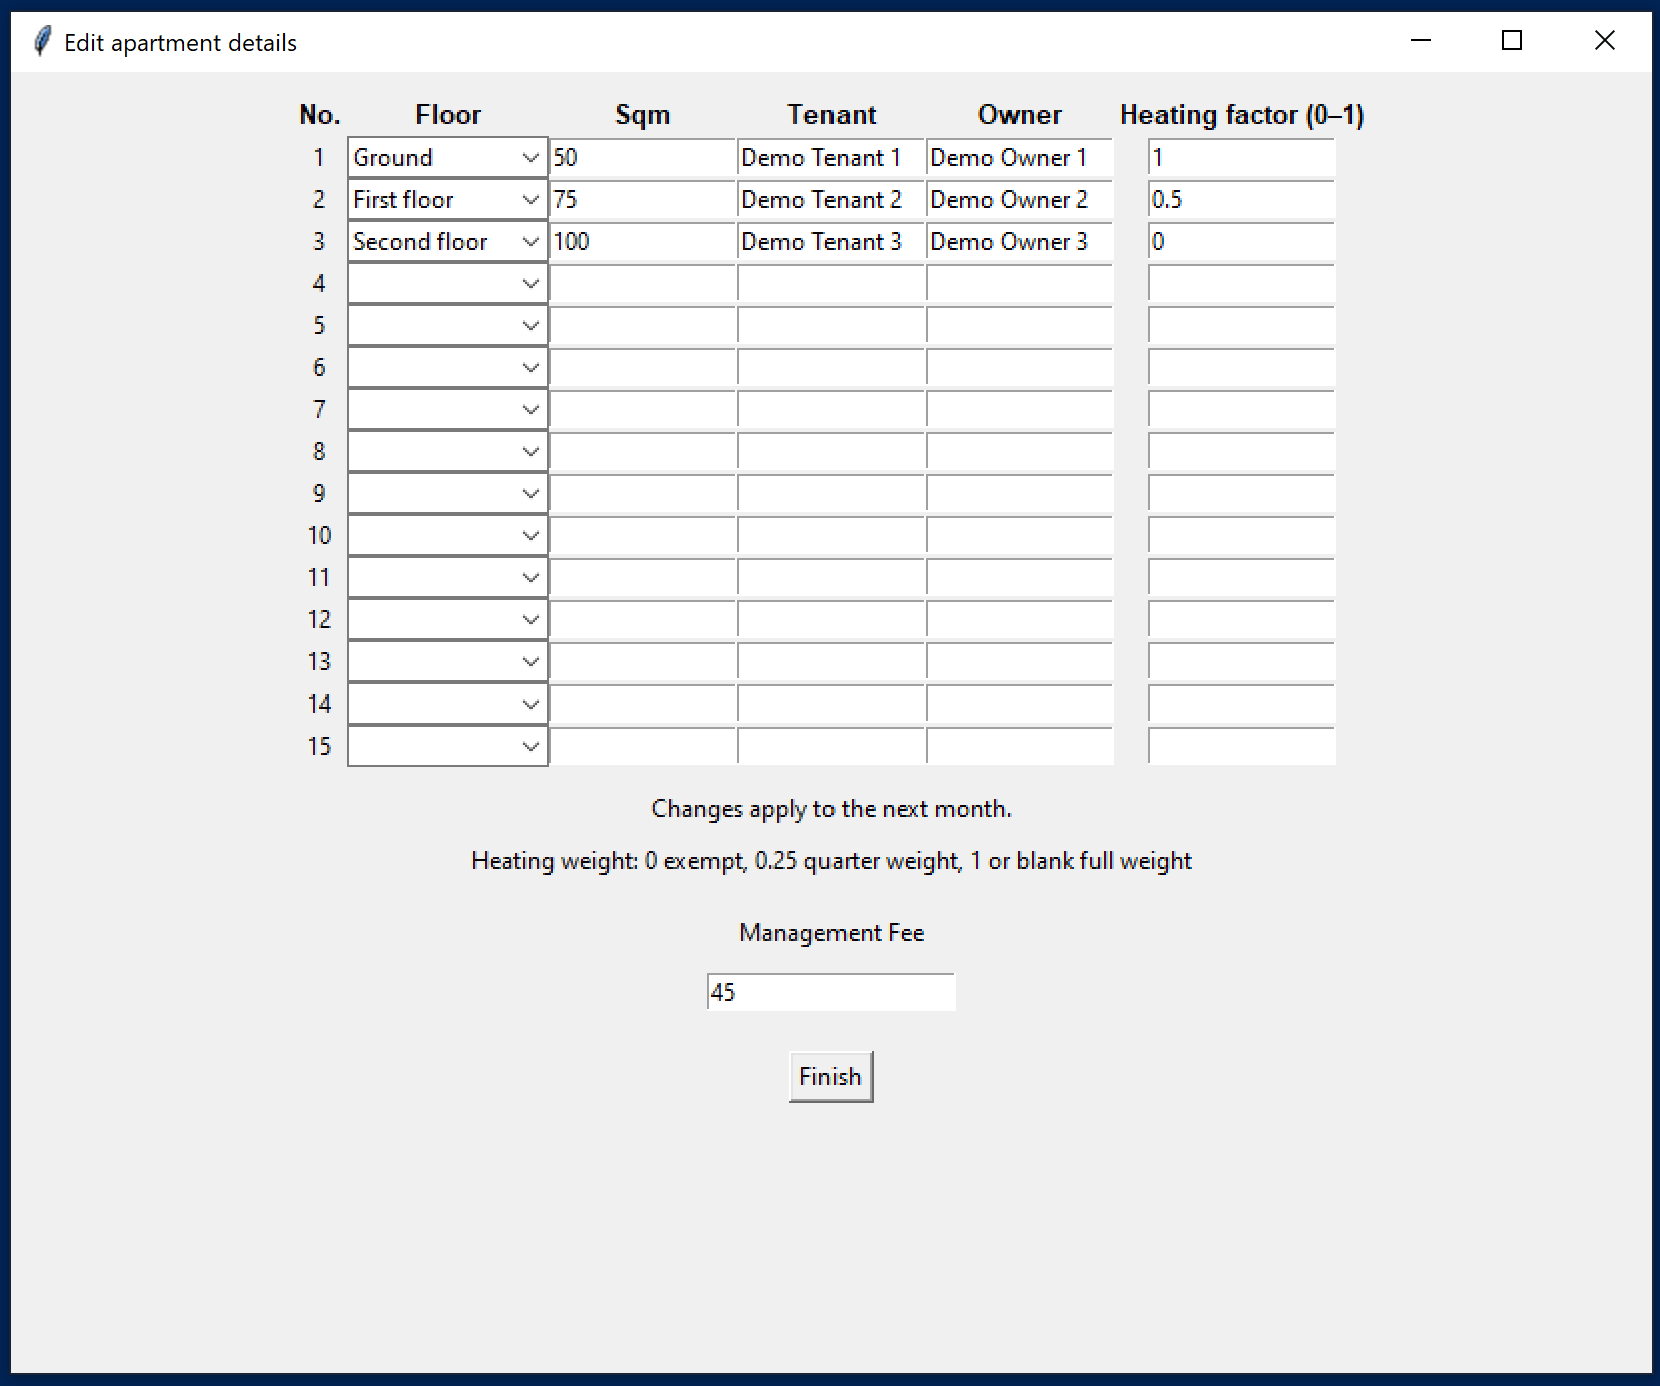 Edit apartment details
No. Floor Sqm Tenant Owner Heating factor (0–1)
1 Ground 50 Demo Tenant 1 Demo Owner 1 1
2 First floor 75 Demo Tenant 2 Demo Owner 2 0.5
3 Second floor 100 Demo Tenant 3 Demo Owner 3 0
4
5
6
7
8
9
10
11
12
13
14
15
Changes apply to the next month.
Heating weight: 0 exempt, 0.25 quarter weight, 1 or blank full weight
Management Fee
45
Finish